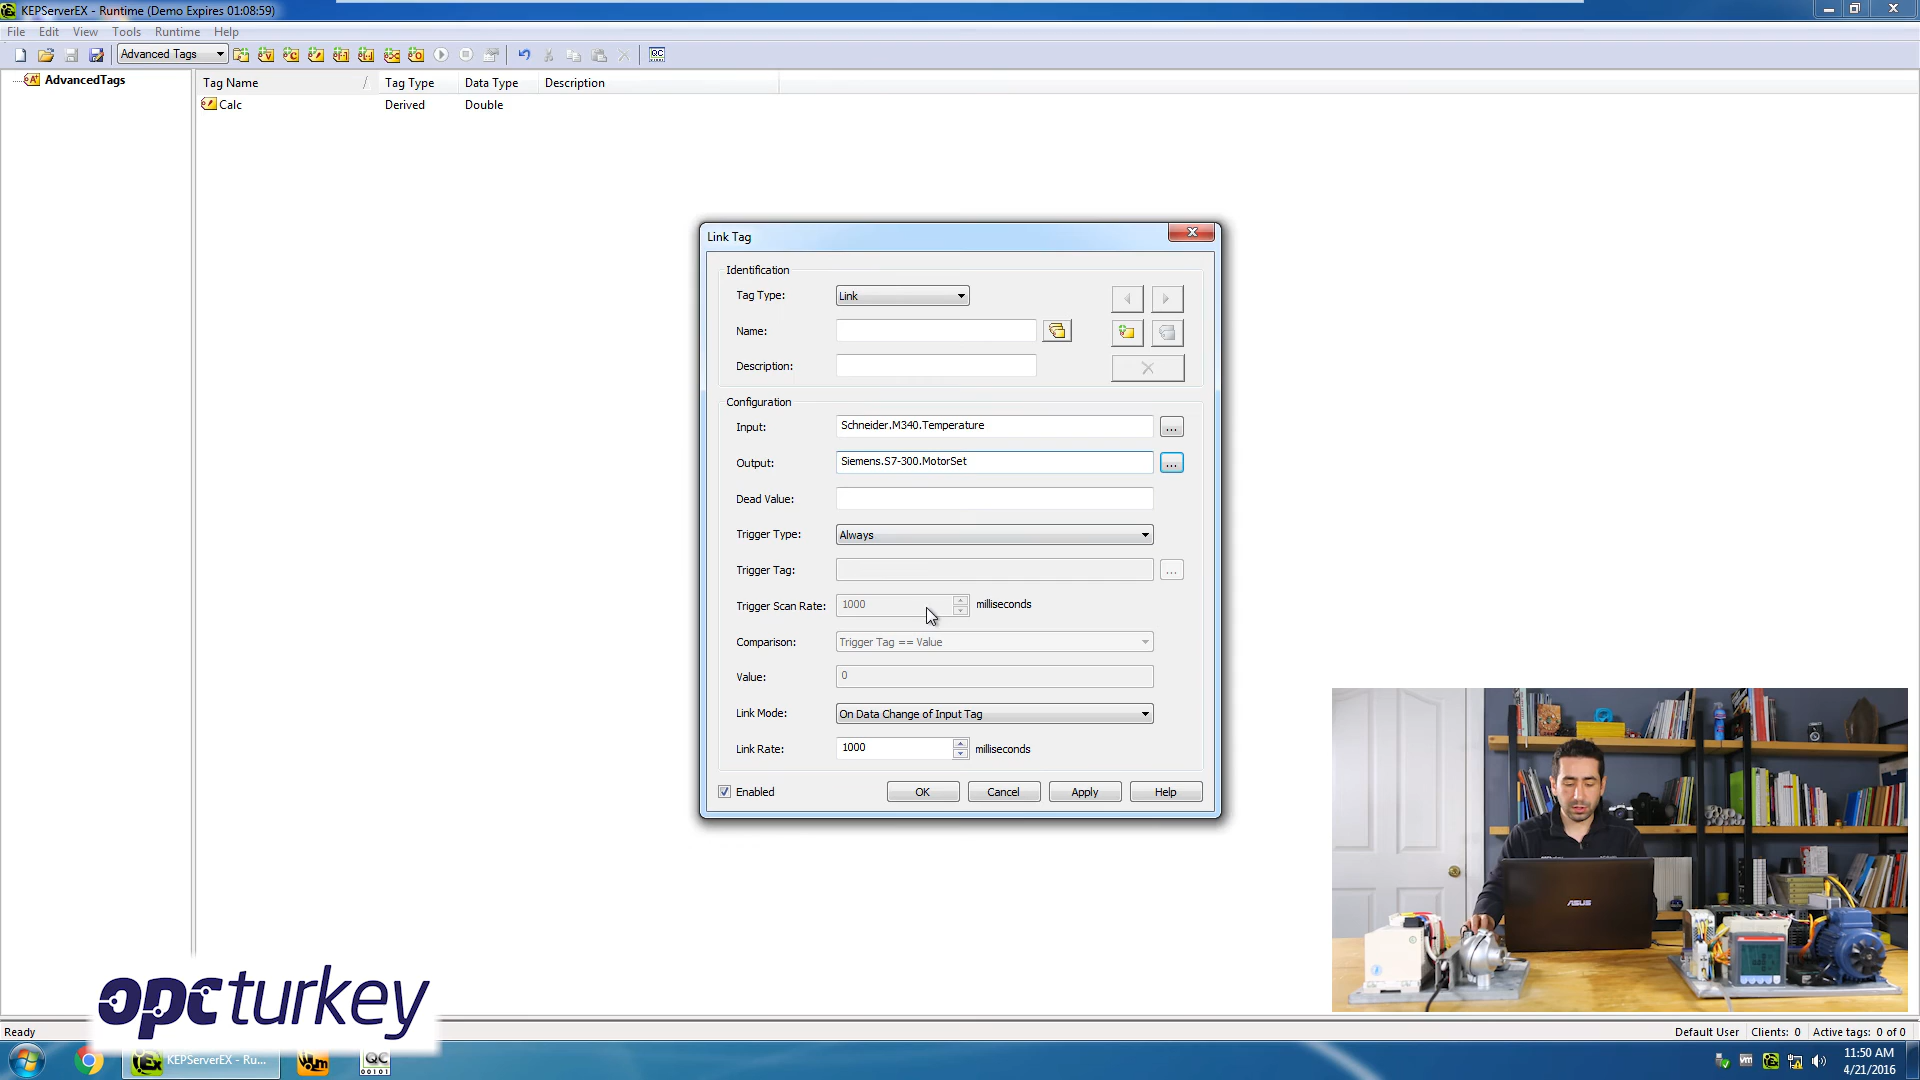 KEPServerEX - Runtime (Demo Expires 01:08:59)
File Edit View Tools Runtime Help
Advanced Tags
QC
AdvancedTags
Tag Name Tag Type Data Type Description
Calc Derived Double
Link Tag
Identification
Tag Type: Link
Name:
Description:
Configuration
Input: Schneider.M340.Temperature ...
Output: Siemens.S7-300.MotorSet ...
Dead Value:
Trigger Type: Always
Trigger Tag: ...
Trigger Scan Rate: 1000 milliseconds
Comparison: Trigger Tag == Value
Value: 0
Link Mode: On Data Change of Input Tag
Link Rate: 1000 milliseconds
Enabled OK Cancel Apply Help
ASUS
opcturkey
Ready Default User Clients: 0 Active tags: 0 of 0
KEPServerEX - Ru...
QC
00101
11:50 AM
4/21/2016